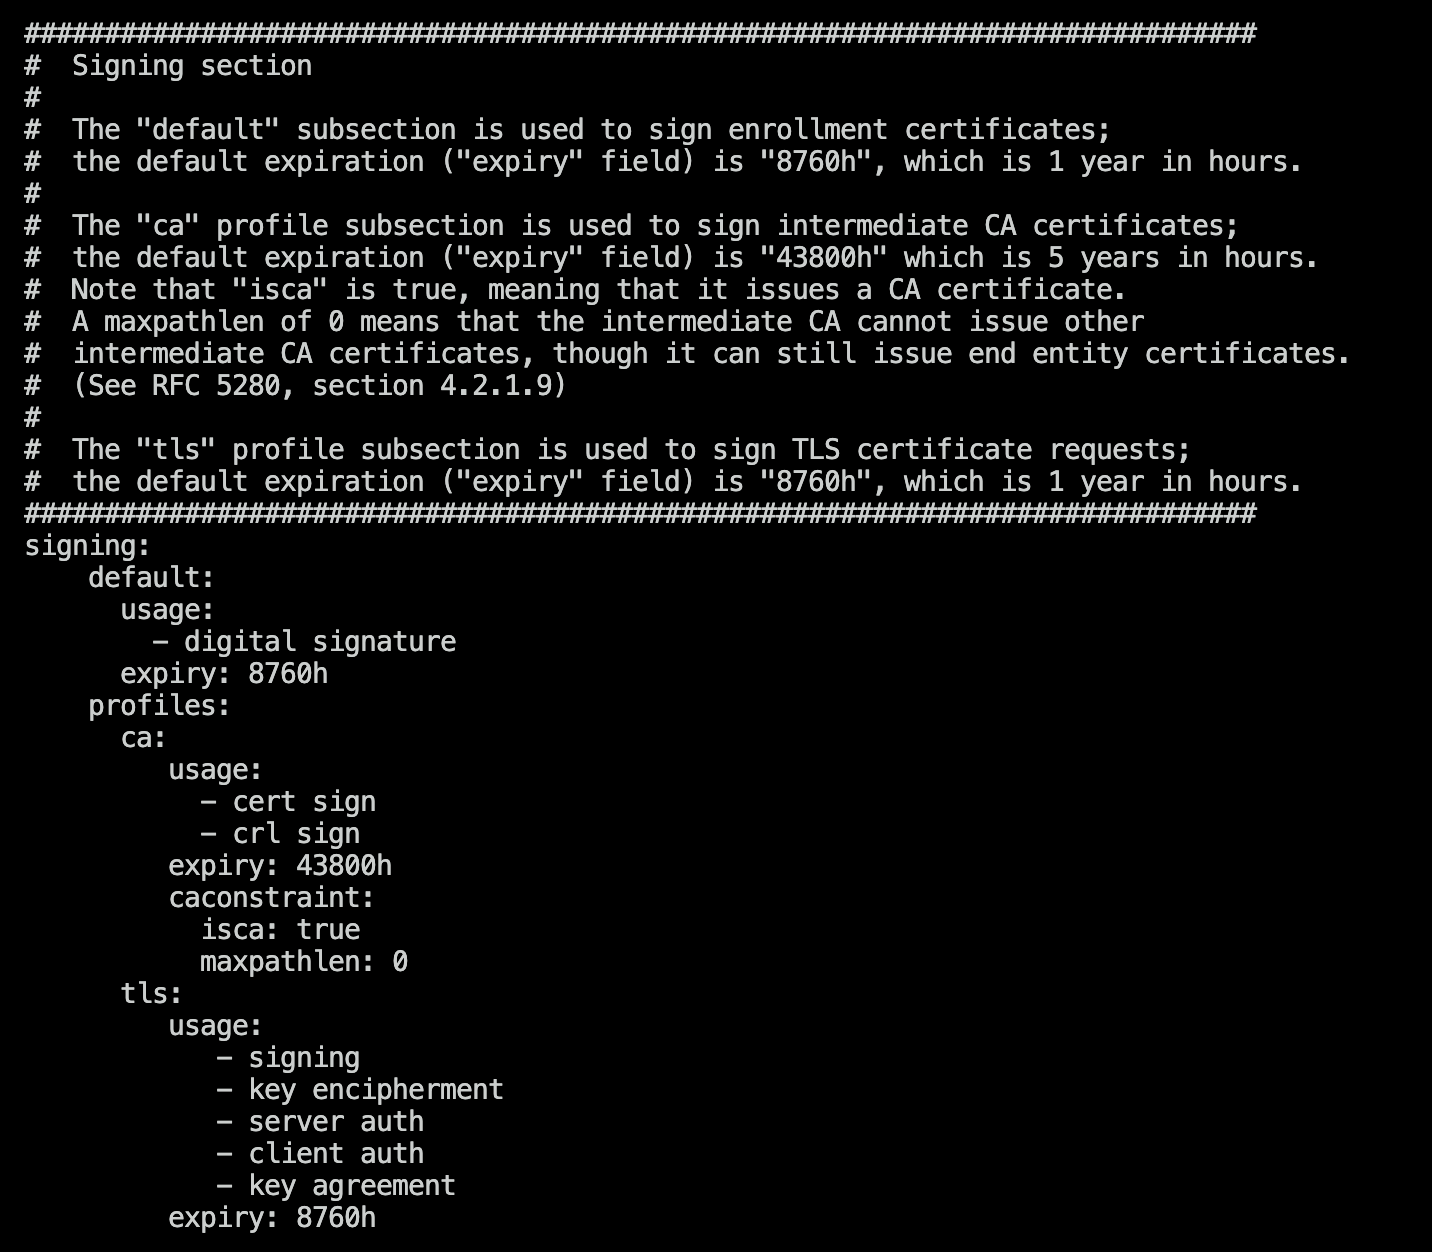 #############################################################################
#  Signing section
#
#  The "default" subsection is used to sign enrollment certificates;
#  the default expiration ("expiry" field) is "8760h", which is 1 year in hours.
#
#  The "ca" profile subsection is used to sign intermediate CA certificates;
#  the default expiration ("expiry" field) is "43800h" which is 5 years in hours.
#  Note that "isca" is true, meaning that it issues a CA certificate.
#  A maxpathlen of 0 means that the intermediate CA cannot issue other
#  intermediate CA certificates, though it can still issue end entity certificates.
#  (See RFC 5280, section 4.2.1.9)
#
#  The "tls" profile subsection is used to sign TLS certificate requests;
#  the default expiration ("expiry" field) is "8760h", which is 1 year in hours.
#############################################################################
signing:
    default:
      usage:
        - digital signature
      expiry: 8760h
    profiles:
      ca:
         usage:
           - cert sign
           - crl sign
         expiry: 43800h
         caconstraint:
           isca: true
           maxpathlen: 0
      tls:
         usage:
            - signing
            - key encipherment
            - server auth
            - client auth
            - key agreement
         expiry: 8760h